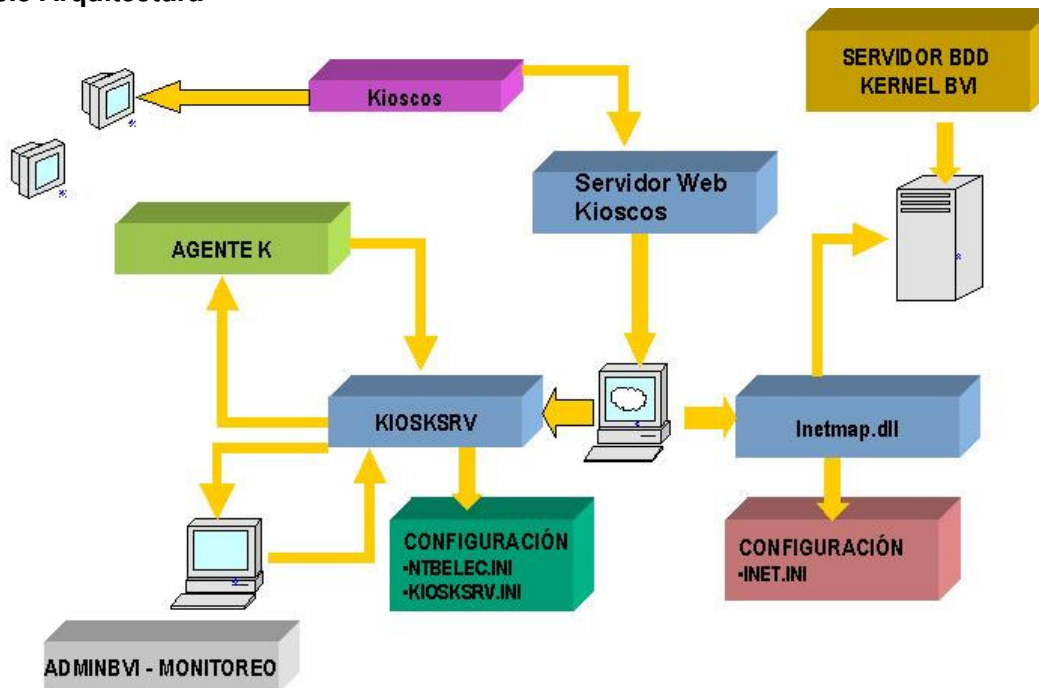 Kioscos
SERVIDOR BDD
KERNEL BVI
Servidor Web
Kioscos
AGENTE K
KIOSKSRV
Inetmap.dll
CONFIGURACIÓN
·NTBELEC.INI
·KIOSKSRV.INI
CONFIGURACIÓN
·INET.INI
ADMINBVI - MONITOREO